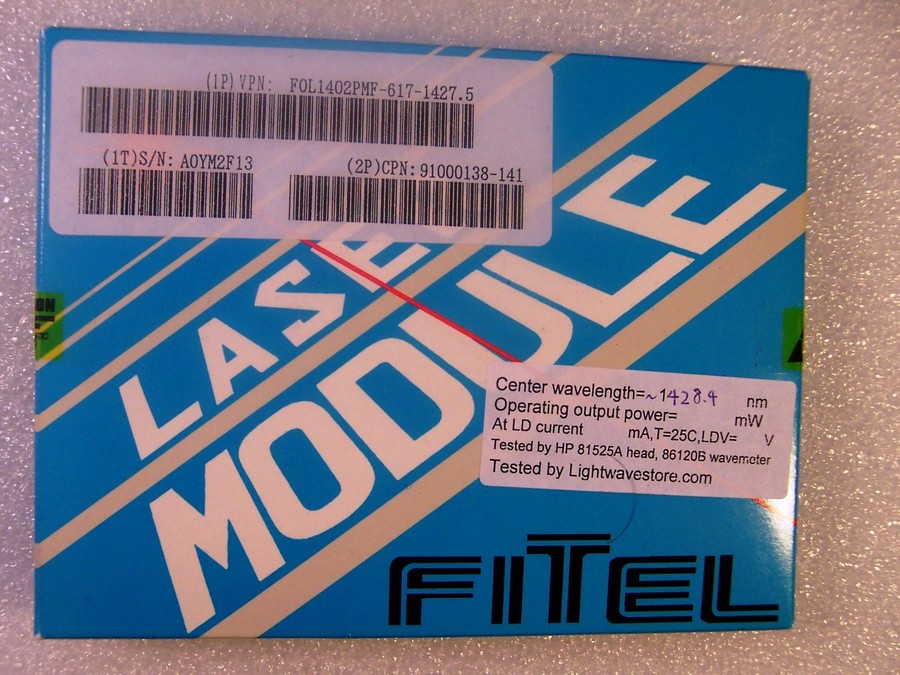 (1P) VPN: FOL1402PMF-617-1427.5
(1T)S/N: A0YM2F13
(2P)CPN: 91000138-141
LASE
MODULE
Center wavelength=~1428.4 nm
Operating output power= mW
At LD current mA,T=25C,LDV= V
Tested by HP 81525A head, 86120B wavemeter
Tested by Lightwavestore.com
FITEL